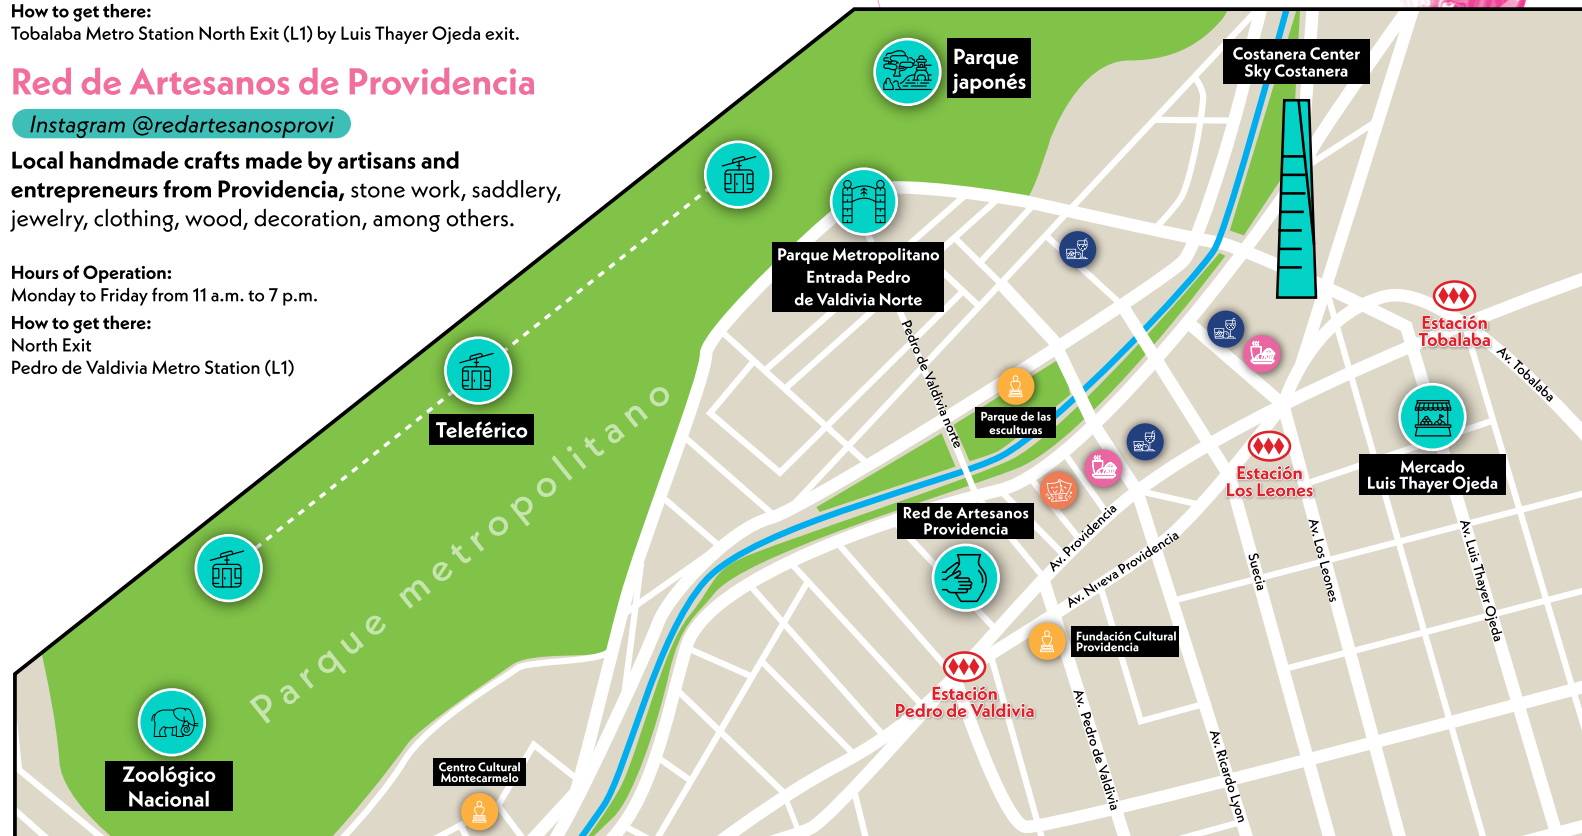 How to get there:
Tobalaba Metro Station North Exit (L1) by Luis Thayer Ojeda exit.
Red de Artesanos de Providencia
Instagram @redartesanosprovi
Local handmade crafts made by artisans and
entrepreneurs from Providencia, stone work, saddlery,
jewelry, clothing, wood, decoration, among others.
Hours of Operation:
Monday to Friday from 11 a.m. to 7 p.m.
How to get there:
North Exit
Pedro de Valdivia Metro Station (L1)
Parque
japonés
Costanera Center
Sky Costanera
Parque Metropolitano
Entrada Pedro
de Valdivia Norte
Pedro de Valdivia norte
Estación
Tobalaba
Av. Tobalaba
Teleférico
Parque metropolitano
Parque de las
esculturas
Estación
Los Leones
Mercado
Luis Thayer Ojeda
Red de Artesanos
Providencia
Av. Providencia
Av. Nueva Providencia
Suecia
Av. Los Leones
Av. Luis Thayer Ojeda
Fundación Cultural
Providencia
Estación
Pedro de Valdivia
Av. Pedro de Valdivia
Av. Ricardo Lyon
Zoológico
Nacional
Centro Cultural
Montecarmelo